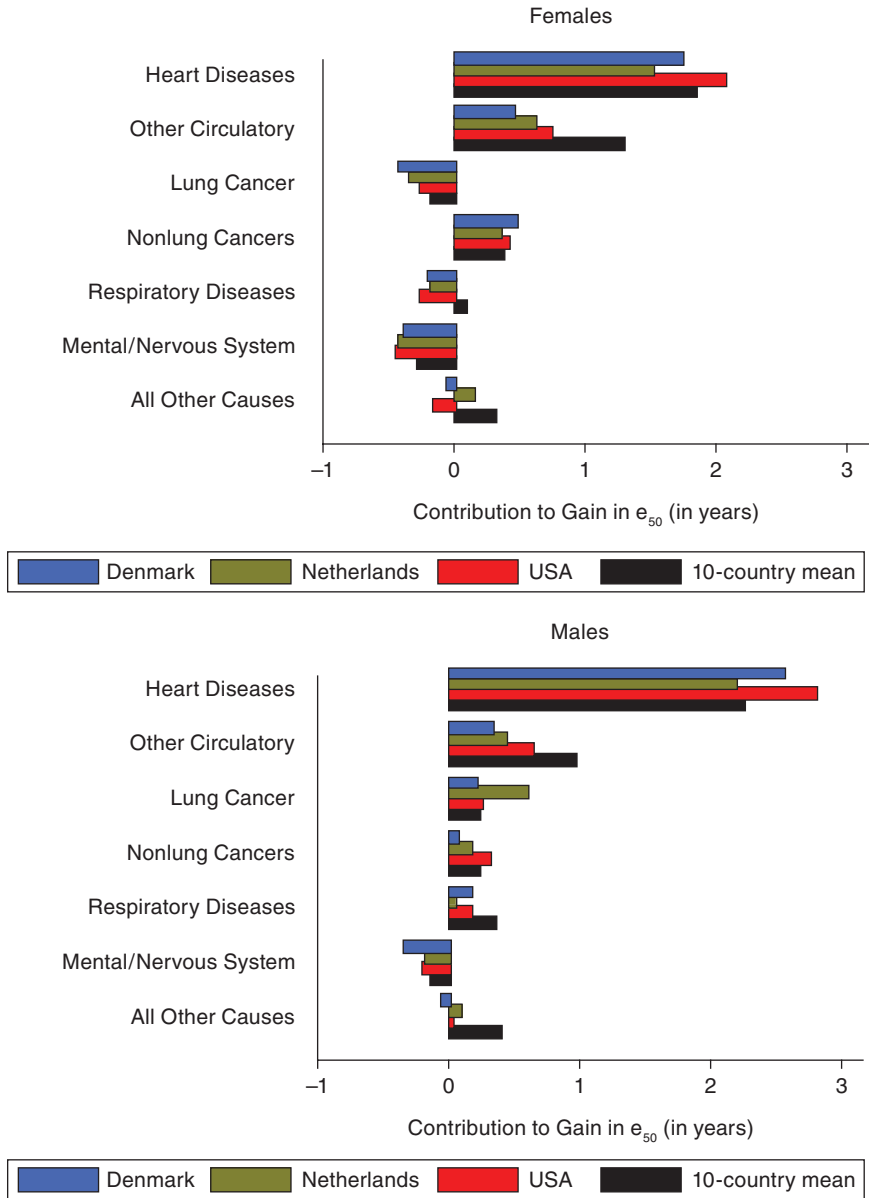 Females
Heart Diseases
Other Circulatory
Lung Cancer
Nonlung Cancers
Respiratory Diseases
Mental/Nervous System
All Other Causes
–1 0 1 2 3
Contribution to Gain in e50 (in years)
Denmark Netherlands USA 10-country mean
Males
Heart Diseases
Other Circulatory
Lung Cancer
Nonlung Cancers
Respiratory Diseases
Mental/Nervous System
All Other Causes
–1 0 1 2 3
Contribution to Gain in e50 (in years)
Denmark Netherlands USA 10-country mean